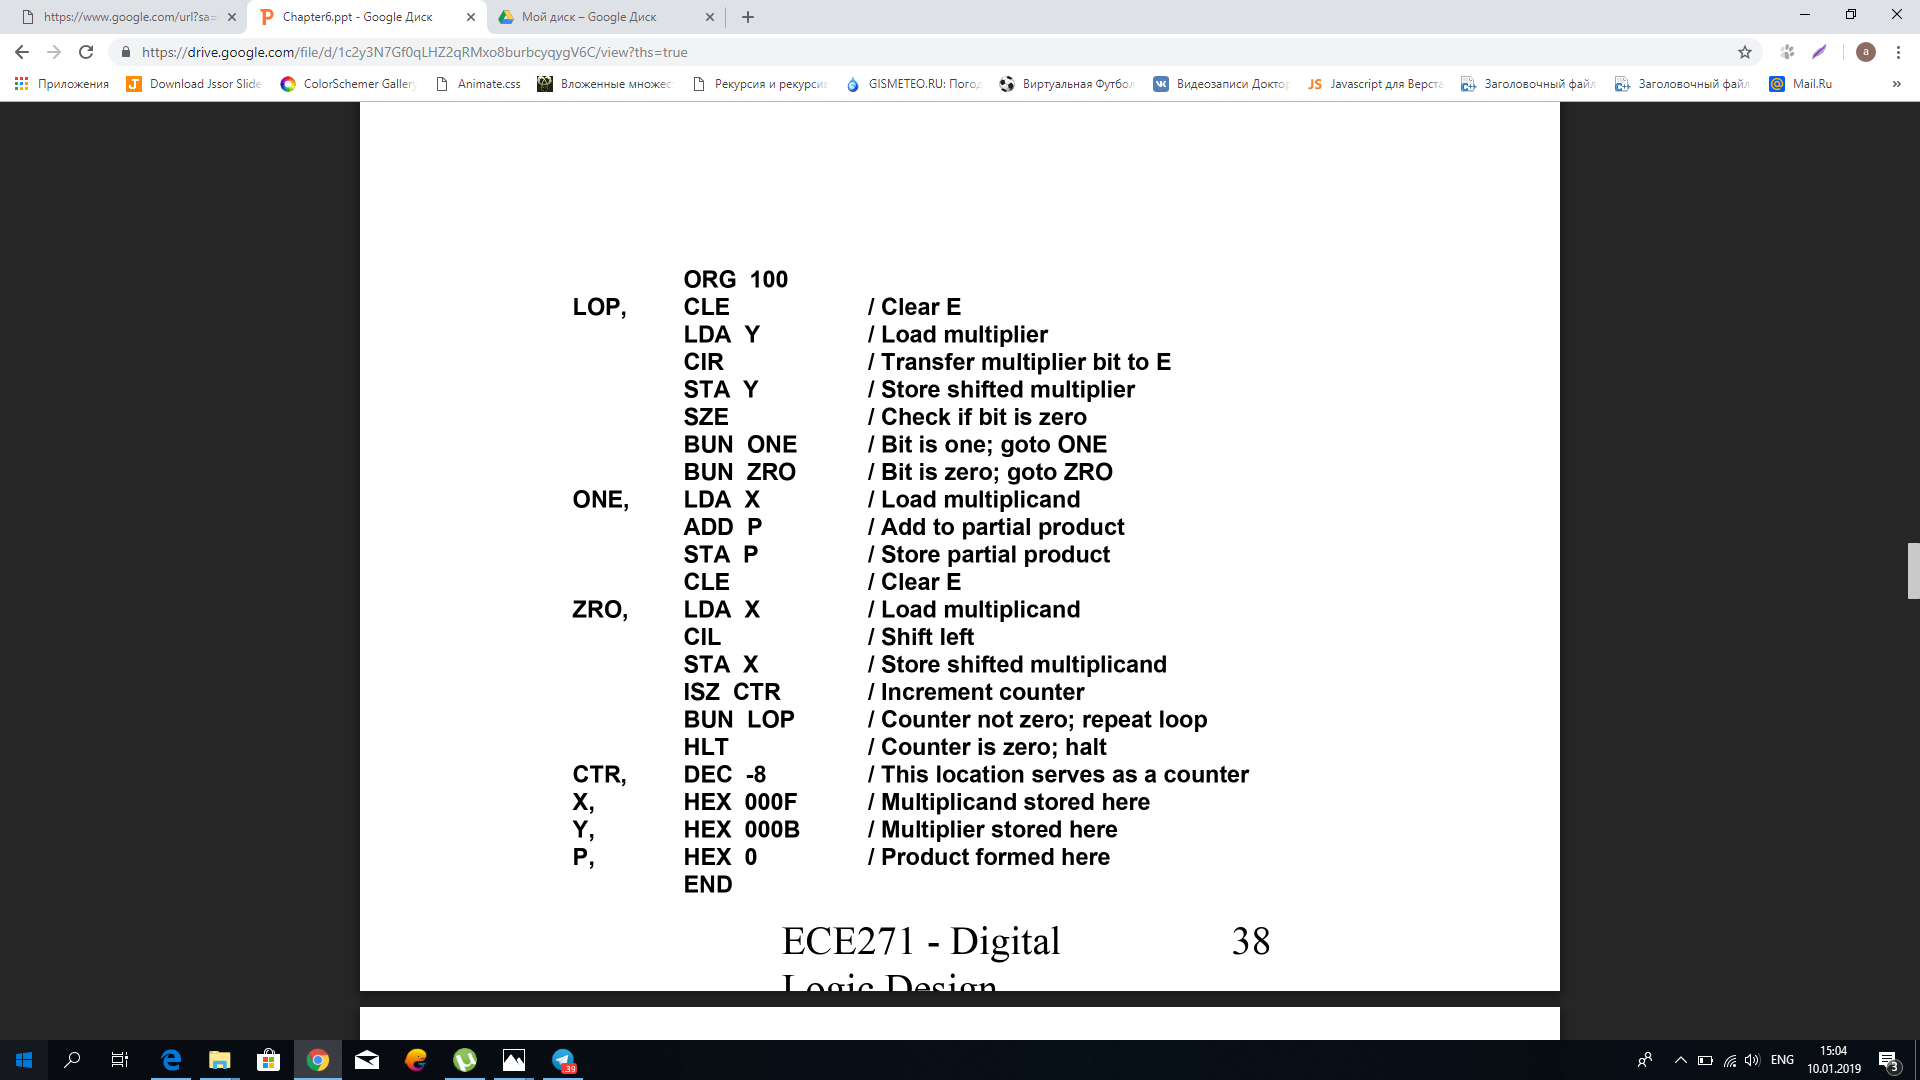 https://www.google.com/url?sa=
Chapter6.ppt - Google Диск
Мой диск – Google Диск
https://drive.google.com/file/d/1c2y3N7Gf0qLHZ2qRMxo8burbcyqygV6C/view?ths=true
a
Приложения
Download Jssor Slide
ColorSchemer Gallery
Animate.css
Вложенные множес
Рекурсия и рекурси
GISMETEO.RU: Пого
Виртуальная Футбо
Видеозаписи Докто
JS Javascript для Верста
Заголовочный файл
Заголовочный файл
Mail.Ru
»
ORG 100
LOP, CLE / Clear E
LDA Y / Load multiplier
CIR / Transfer multiplier bit to E
STA Y / Store shifted multiplier
SZE / Check if bit is zero
BUN ONE / Bit is one; goto ONE
BUN ZRO / Bit is zero; goto ZRO
ONE, LDA X / Load multiplicand
ADD P / Add to partial product
STA P / Store partial product
CLE / Clear E
ZRO, LDA X / Load multiplicand
CIL / Shift left
STA X / Store shifted multiplicand
ISZ CTR / Increment counter
BUN LOP / Counter not zero; repeat loop
HLT / Counter is zero; halt
CTR, DEC -8 / This location serves as a counter
X, HEX 000F / Multiplicand stored here
Y, HEX 000B / Multiplier stored here
P, HEX 0 / Product formed here
END
ECE271 - Digital 38
Logic Design
.39
ENG
15:04
10.01.2019
3